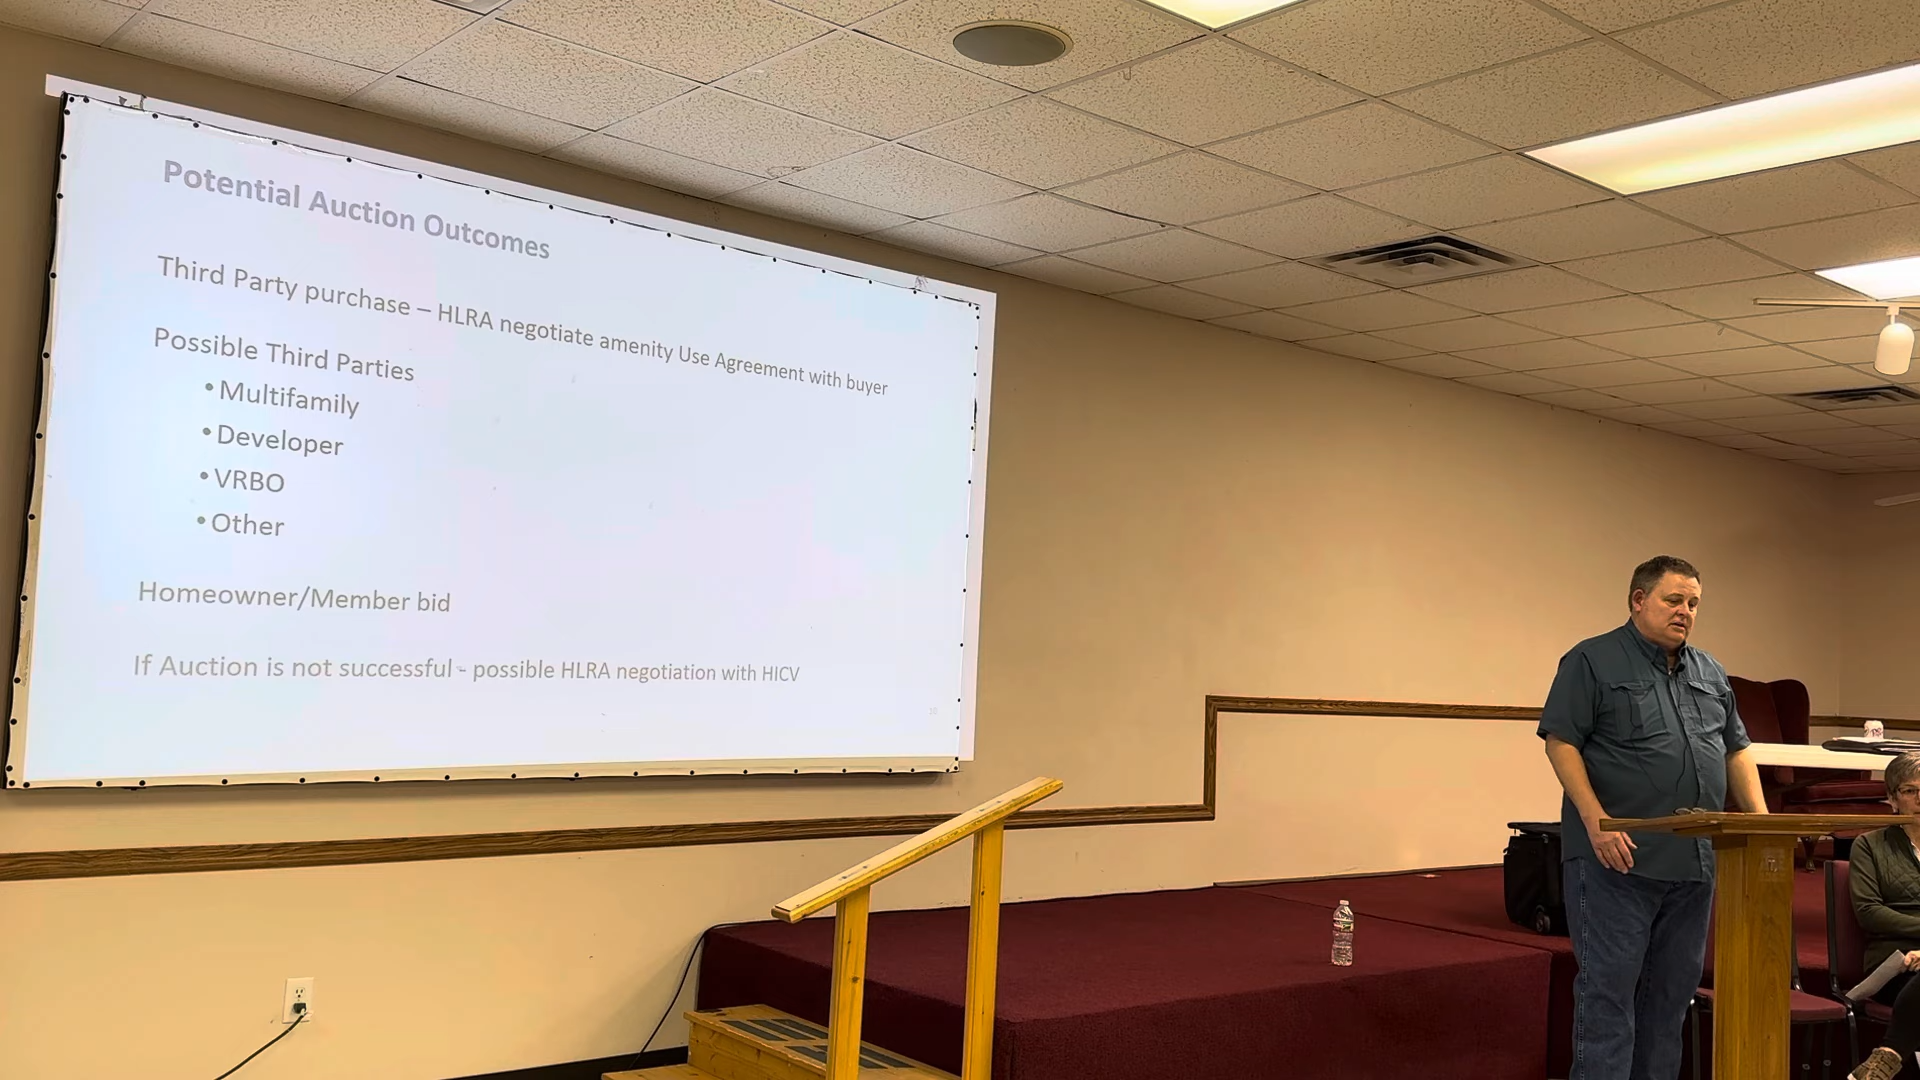 Potential Auction Outcomes
Third Party purchase – HLRA negotiate amenity Use Agreement with buyer
Possible Third Parties
• Multifamily
• Developer
• VRBO
• Other
Homeowner/Member bid
If Auction is not successful - possible HLRA negotiation with HICV